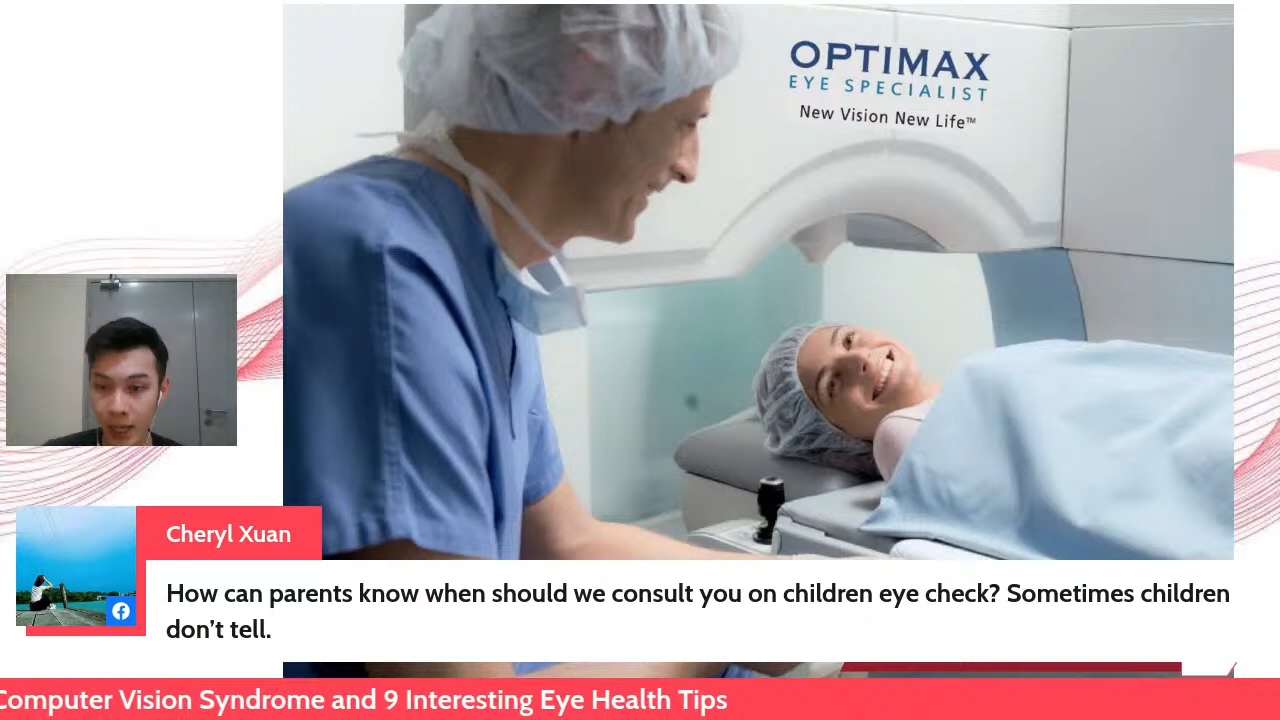 OPTIMAX
EYE SPECIALIST
New Vision New Life™
Cheryl Xuan
How can parents know when should we consult you on children eye check? Sometimes children
don't tell.
Computer Vision Syndrome and 9 Interesting Eye Health Tips